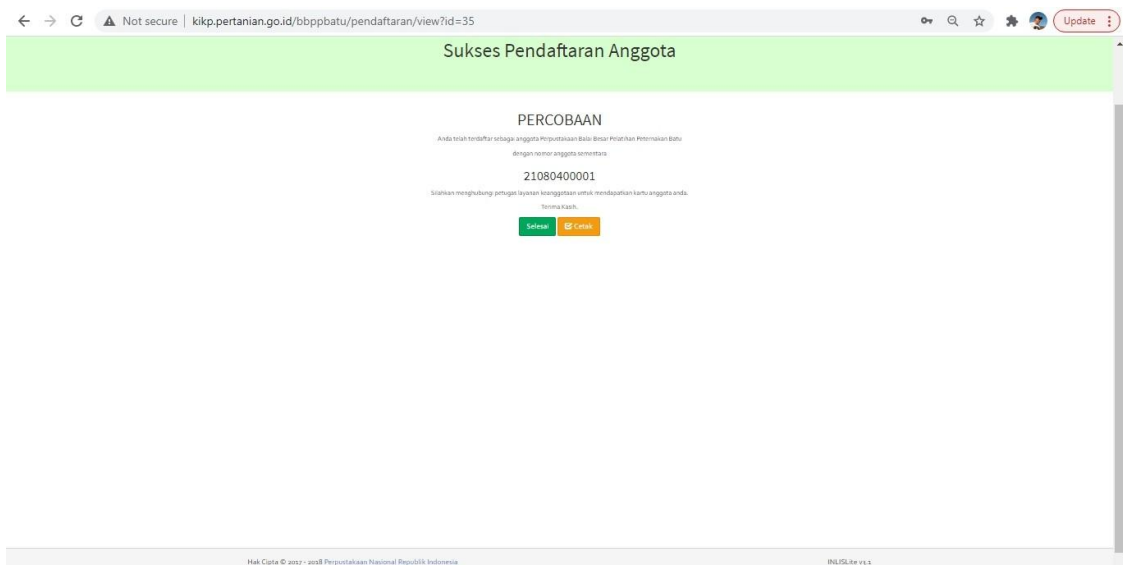 Not secure | kikp.pertanian.go.id/bbppbatu/pendaftaran/view?id=35
Update
Sukses Pendaftaran Anggota
PERCOBAAN
Anda telah terdaftar sebagai anggota Perpustakaan Balai Besar Pelatihan Peternakan Batu
dengan nomor anggota sementara
21080400001
Silahkan menghubungi petugas layanan keanggotaan untuk mendapatkan kartu anggota anda.
Terima Kasih.
Selesai Cetak
Hak Cipta © 2017 - 2018 Perpustakaan Nasional Republik Indonesia INLISLite v3.1